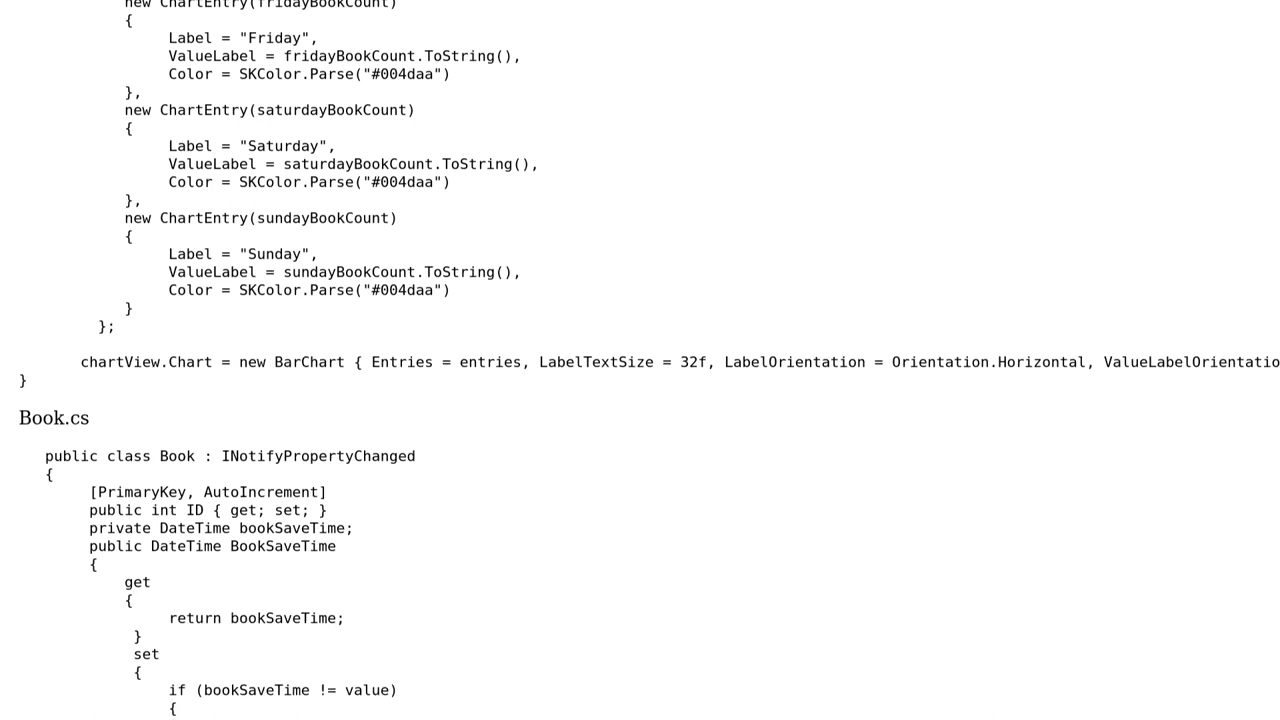 new ChartEntry(fridayBookCount)
{
Label = "Friday",
ValueLabel = fridayBookCount.ToString(),
Color = SKColor.Parse("#004daa")
},
new ChartEntry(saturdayBookCount)
{
Label = "Saturday",
ValueLabel = saturdayBookCount.ToString(),
Color = SKColor.Parse("#004daa")
},
new ChartEntry(sundayBookCount)
{
Label = "Sunday",
ValueLabel = sundayBookCount.ToString(),
Color = SKColor.Parse("#004daa")
}
};
chartView.Chart = new BarChart { Entries = entries, LabelTextSize = 32f, LabelOrientation = Orientation.Horizontal, ValueLabelOrientatio
}
Book.cs
public class Book : INotifyPropertyChanged
{
[PrimaryKey, AutoIncrement]
public int ID { get; set; }
private DateTime bookSaveTime;
public DateTime BookSaveTime
{
get
{
return bookSaveTime;
}
set
{
if (bookSaveTime != value)
{